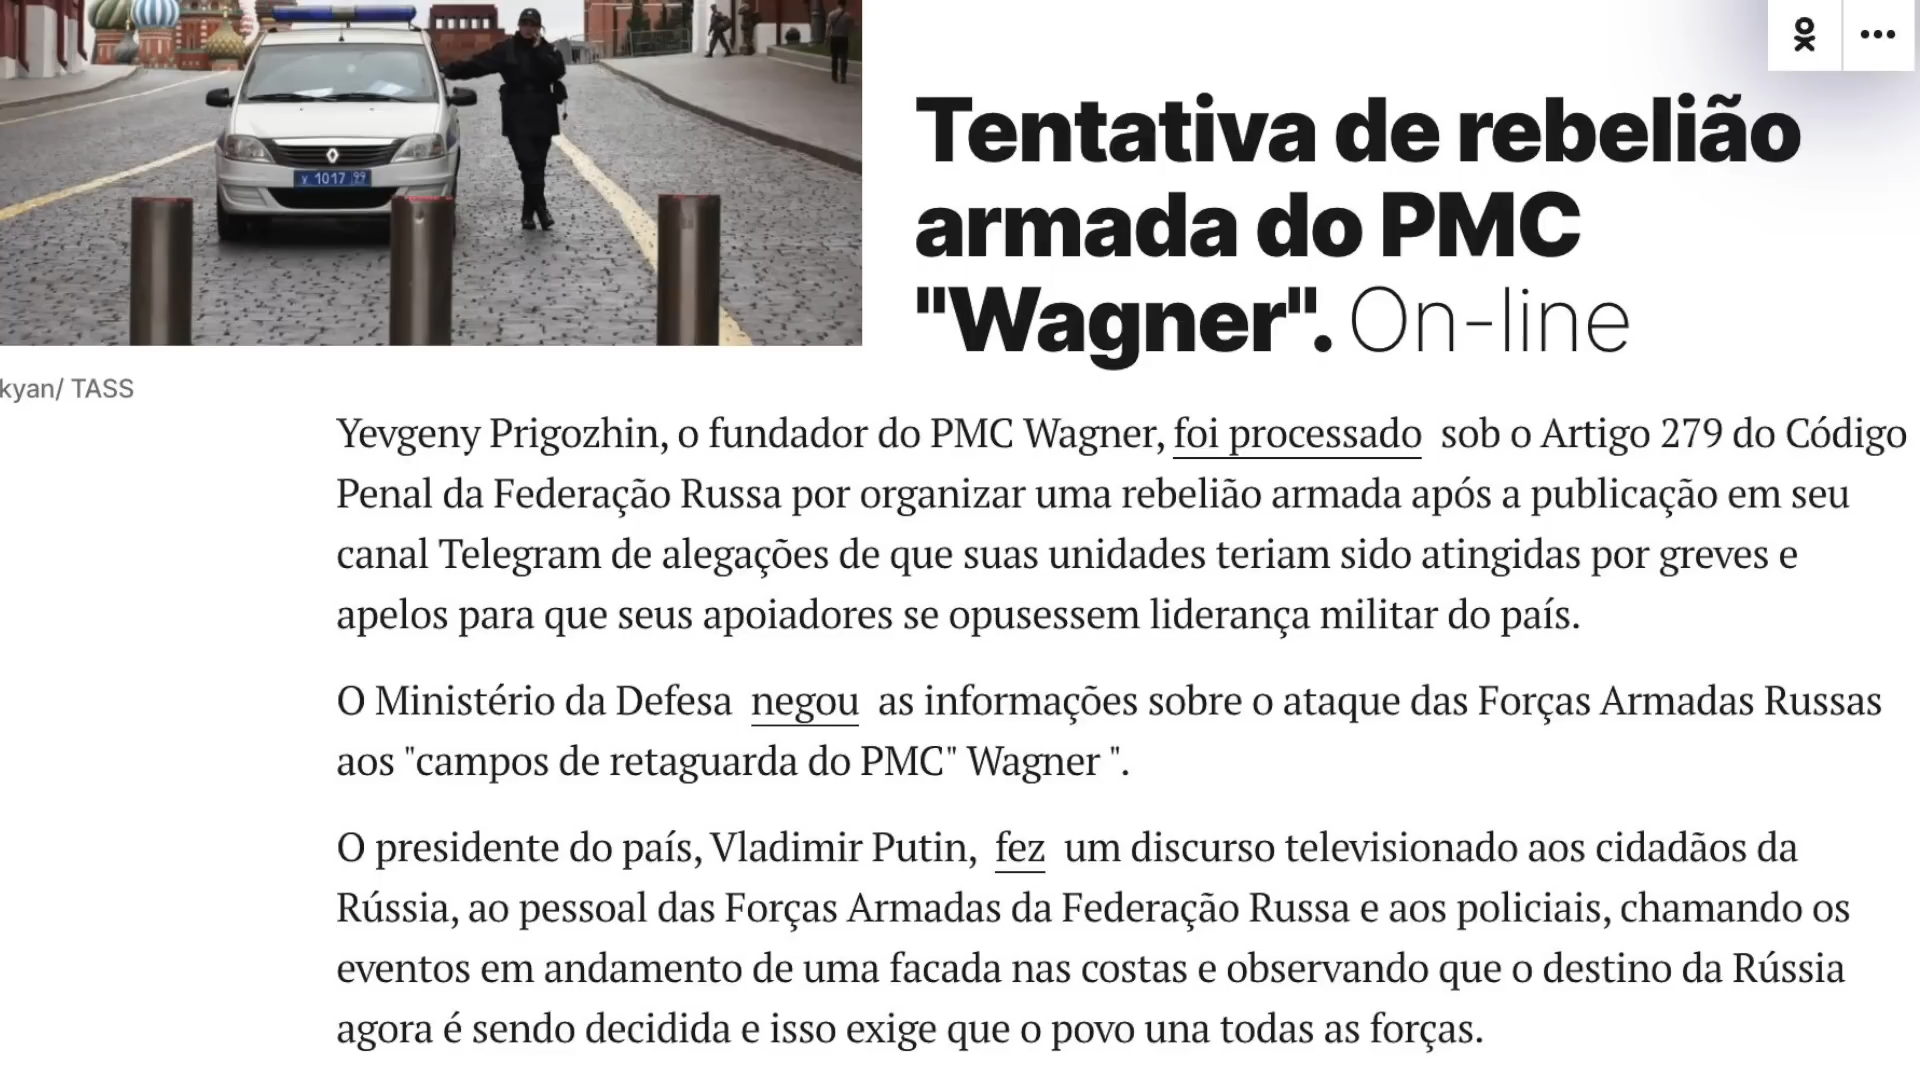 Tentativa de rebelião
armada do PMC
"Wagner". On-line
у 1017 99
kyan/ TASS
Yevgeny Prigozhin, o fundador do PMC Wagner, foi processado sob o Artigo 279 do Código
Penal da Federação Russa por organizar uma rebelião armada após a publicação em seu
canal Telegram de alegações de que suas unidades teriam sido atingidas por greves e
apelos para que seus apoiadores se opusessem liderança militar do país.
O Ministério da Defesa negou as informações sobre o ataque das Forças Armadas Russas
aos "campos de retaguarda do PMC" Wagner ".
O presidente do país, Vladimir Putin, fez um discurso televisionado aos cidadãos da
Rússia, ao pessoal das Forças Armadas da Federação Russa e aos policiais, chamando os
eventos em andamento de uma facada nas costas e observando que o destino da Rússia
agora é sendo decidida e isso exige que o povo una todas as forças.